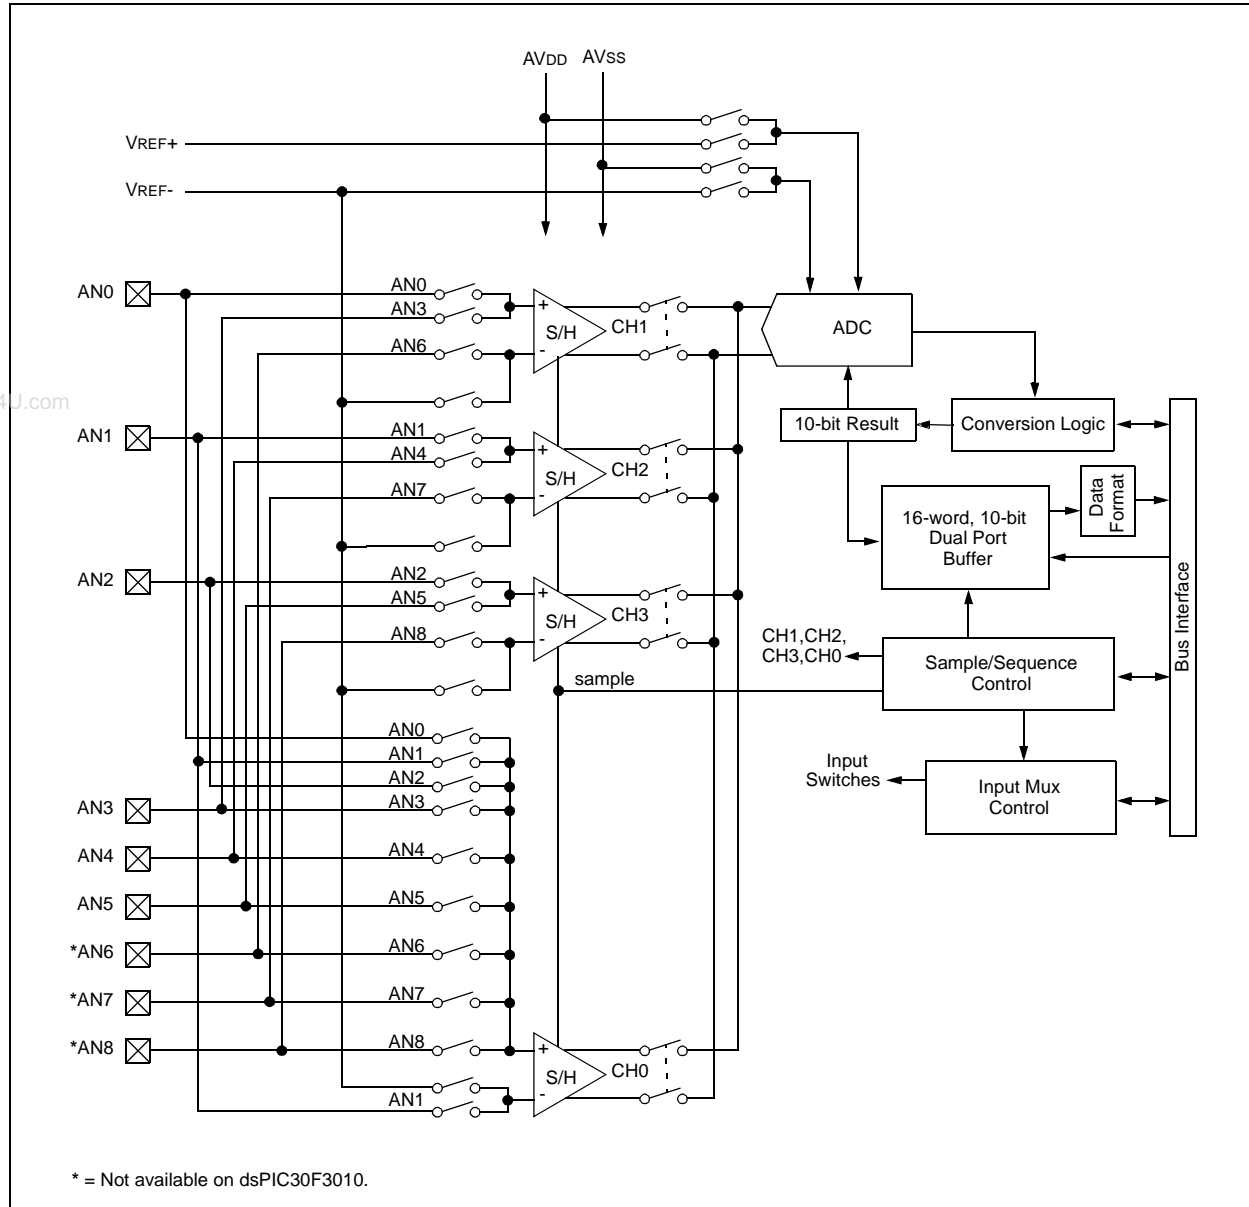 AVDD AVSS
VREF+
VREF-
AN0
AN0
AN3
+
S/H
-
CH1
ADC
AN6
4U.com
AN1
AN1
AN4
+
S/H
-
CH2
10-bit Result
Conversion Logic
AN7
16-word, 10-bit
Dual Port
Buffer
Data
Format
AN2
AN2
AN5
+
S/H
-
CH3
AN8
CH1,CH2,
CH3,CH0
Sample/Sequence
Control
Bus Interface
sample
AN0
AN1
AN2
AN3
AN3
Input
Switches
Input Mux
Control
AN4
AN4
AN5
AN5
*AN6
AN6
*AN7
AN7
*AN8
AN8
+
S/H
-
CH0
AN1
* = Not available on dsPIC30F3010.